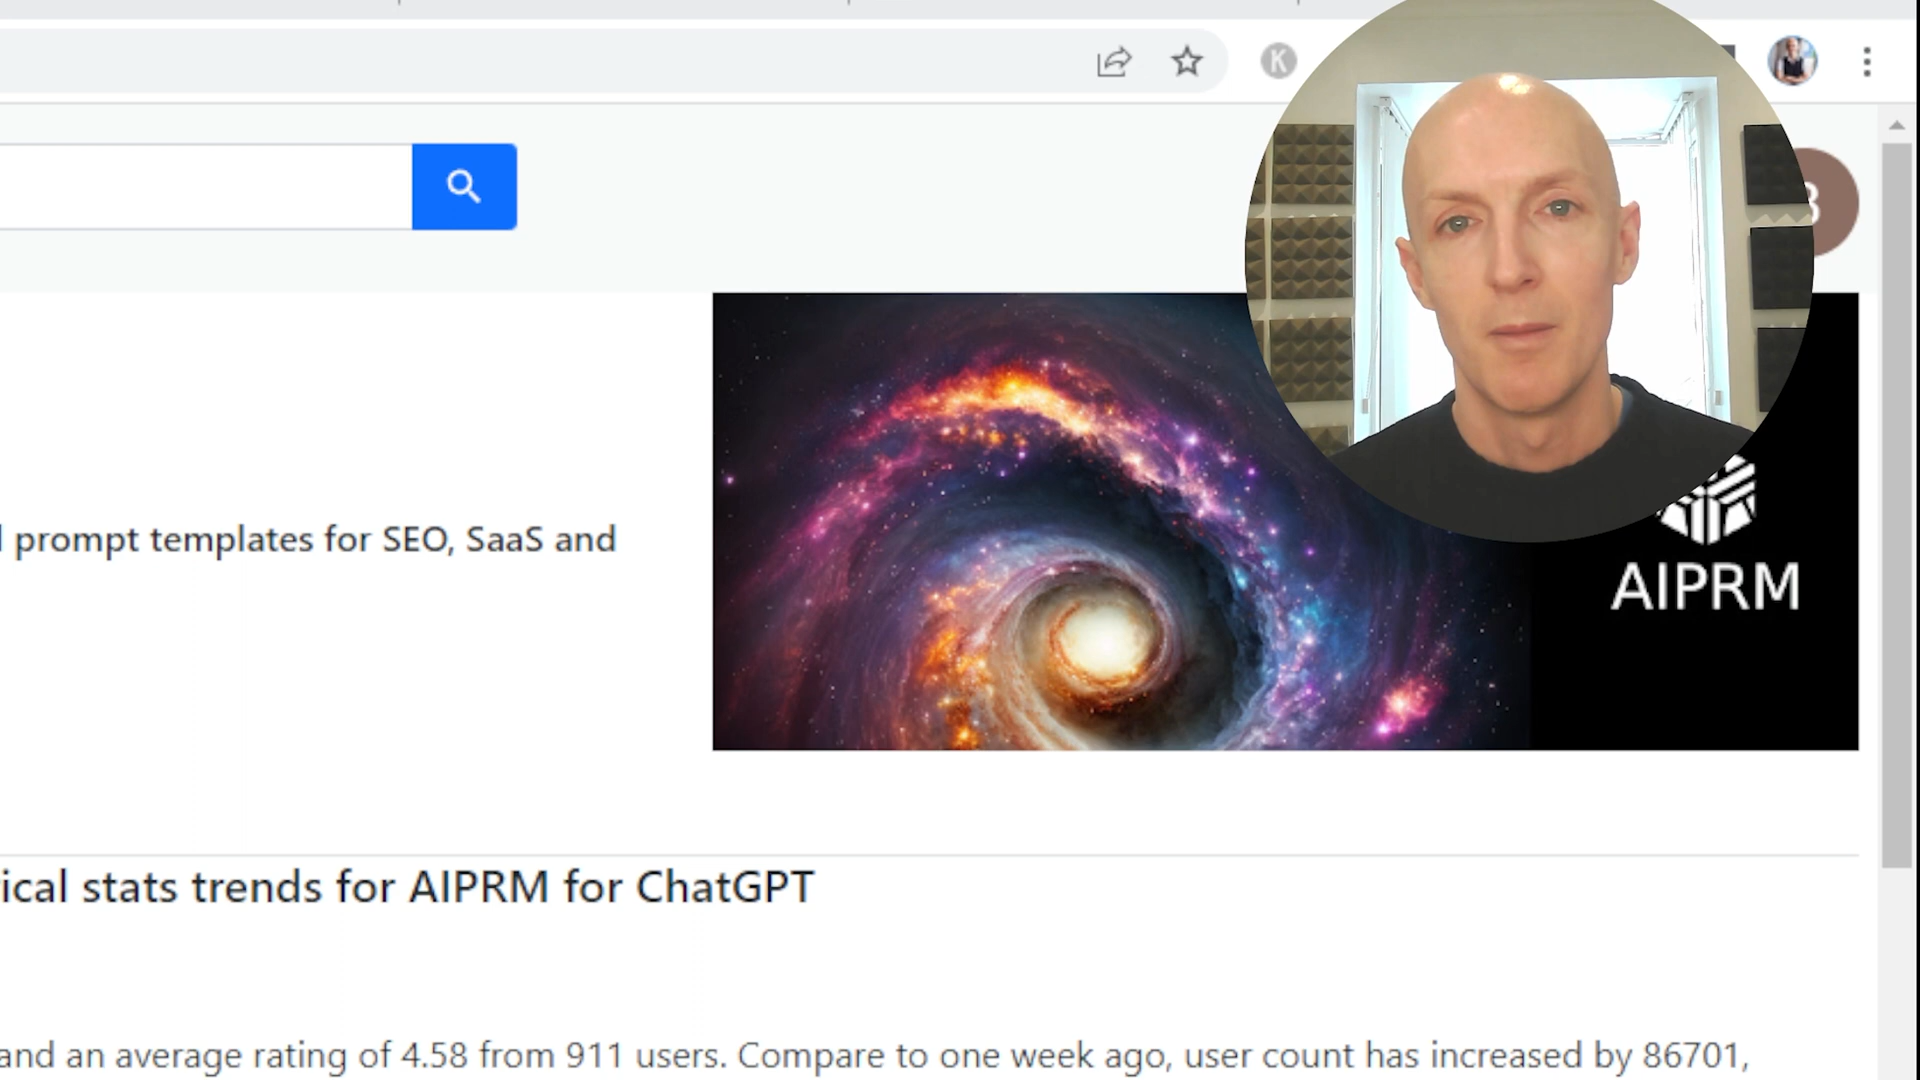 K
prompt templates for SEO, SaaS and
AIPRM
ical stats trends for AIPRM for ChatGPT
and an average rating of 4.58 from 911 users. Compare to one week ago, user count has increased by 86701,